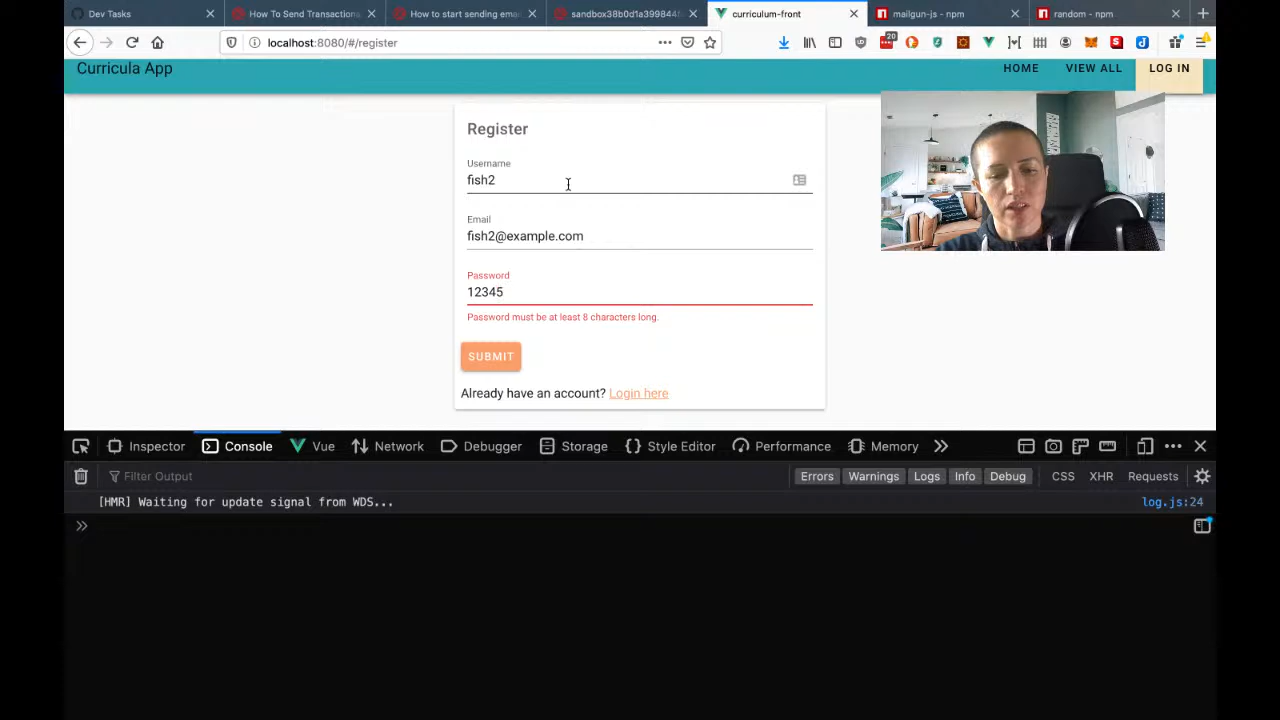 Dev Tasks
How To Send Transactiona
How to start sending emai
sandbox38b0d1a399844
curriculum-front
mailgun-js - npm
random - npm
localhost:8080/#/register
20
Curricula App
HOME
VIEW ALL
LOG IN
Register
Username
fish2
Email
fish2@example.com
Password
12345
Password must be at least 8 characters long.
SUBMIT
Already have an account? Login here
Inspector
Console
Vue
Network
Debugger
Storage
Style Editor
Performance
Memory
Filter Output
Errors
Warnings
Logs
Info
Debug
CSS
XHR
Requests
[HMR] Waiting for update signal from WDS...
log.js:24